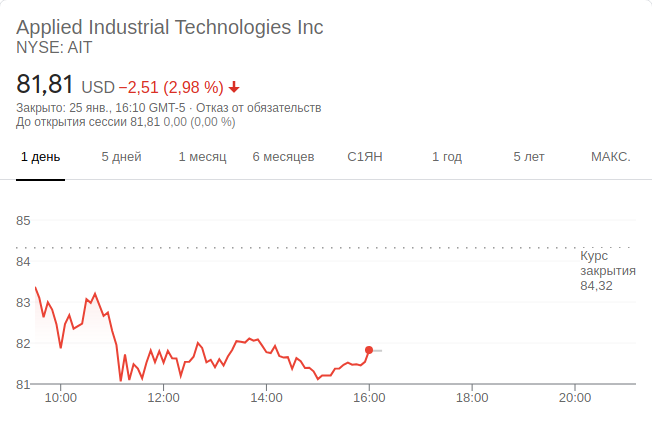 Applied Industrial Technologies Inc
NYSE: AIT
81,81 USD −2,51 (2,98 %)
Закрыто: 25 янв., 16:10 GMT-5 · Отказ от обязательств
До открытия сессии 81,81 0,00 (0,00 %)
1 день 5 дней 1 месяц 6 месяцев С1ЯН 1 год 5 лет МАКС.
85
84
83
82
81
Курс
закрытия
84,32
10:00 12:00 14:00 16:00 18:00 20:00